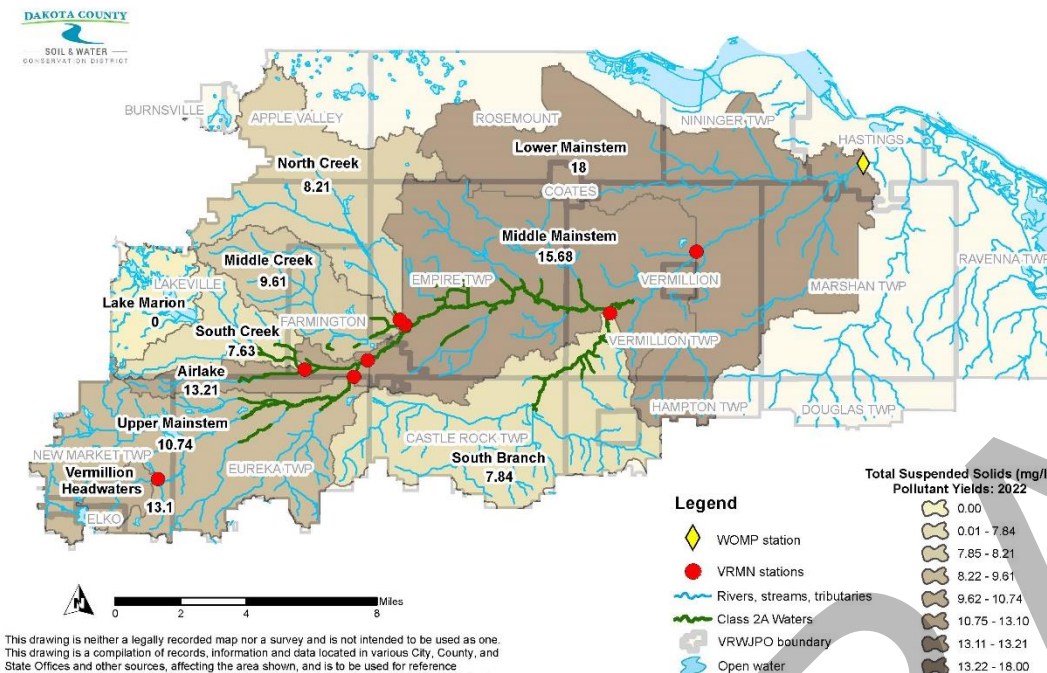 DAKOTA COUNTY
SOIL & WATER
CONSERVATION DISTRICT
BURNSVILLE
APPLE VALLEY
ROSEMOUNT
NININGER TWP
HASTINGS
Lower Mainstem
18
North Creek
8.21
COATES
Middle Mainstem
15.68
Middle Creek
9.61
EMPIRE TWP
VERMILLION
RAVENNA TWP
LAKEVILLE
MARSHAN TWP
Lake Marion
0
FARMINGTON
South Creek
7.63
VERMILLION TWP
Airlake
13.21
HAMPTON TWP
DOUGLAS TWP
Upper Mainstem
10.74
CASTLE ROCK TWP
NEW MARKET TWP
EUREKA TWP
South Branch
7.84
Vermillion
Headwaters
13.1
ELKO
Total Suspended Solids (mg/l
Pollutant Yields: 2022
0.00
0.01 - 7.84
7.85 - 8.21
8.22 - 9.61
9.62 - 10.74
10.75 - 13.10
13.11 - 13.21
13.22 - 18.00
Legend
WOMP station
VRMN stations
Rivers, streams, tributaries
Class 2A Waters
VRWJPO boundary
Open water
N
Miles
0 2 4 8
This drawing is neither a legally recorded map nor a survey and is not intended to be used as one.
This drawing is a compilation of records, information and data located in various City, County, and
State Offices and other sources, affecting the area shown, and is to be used for reference